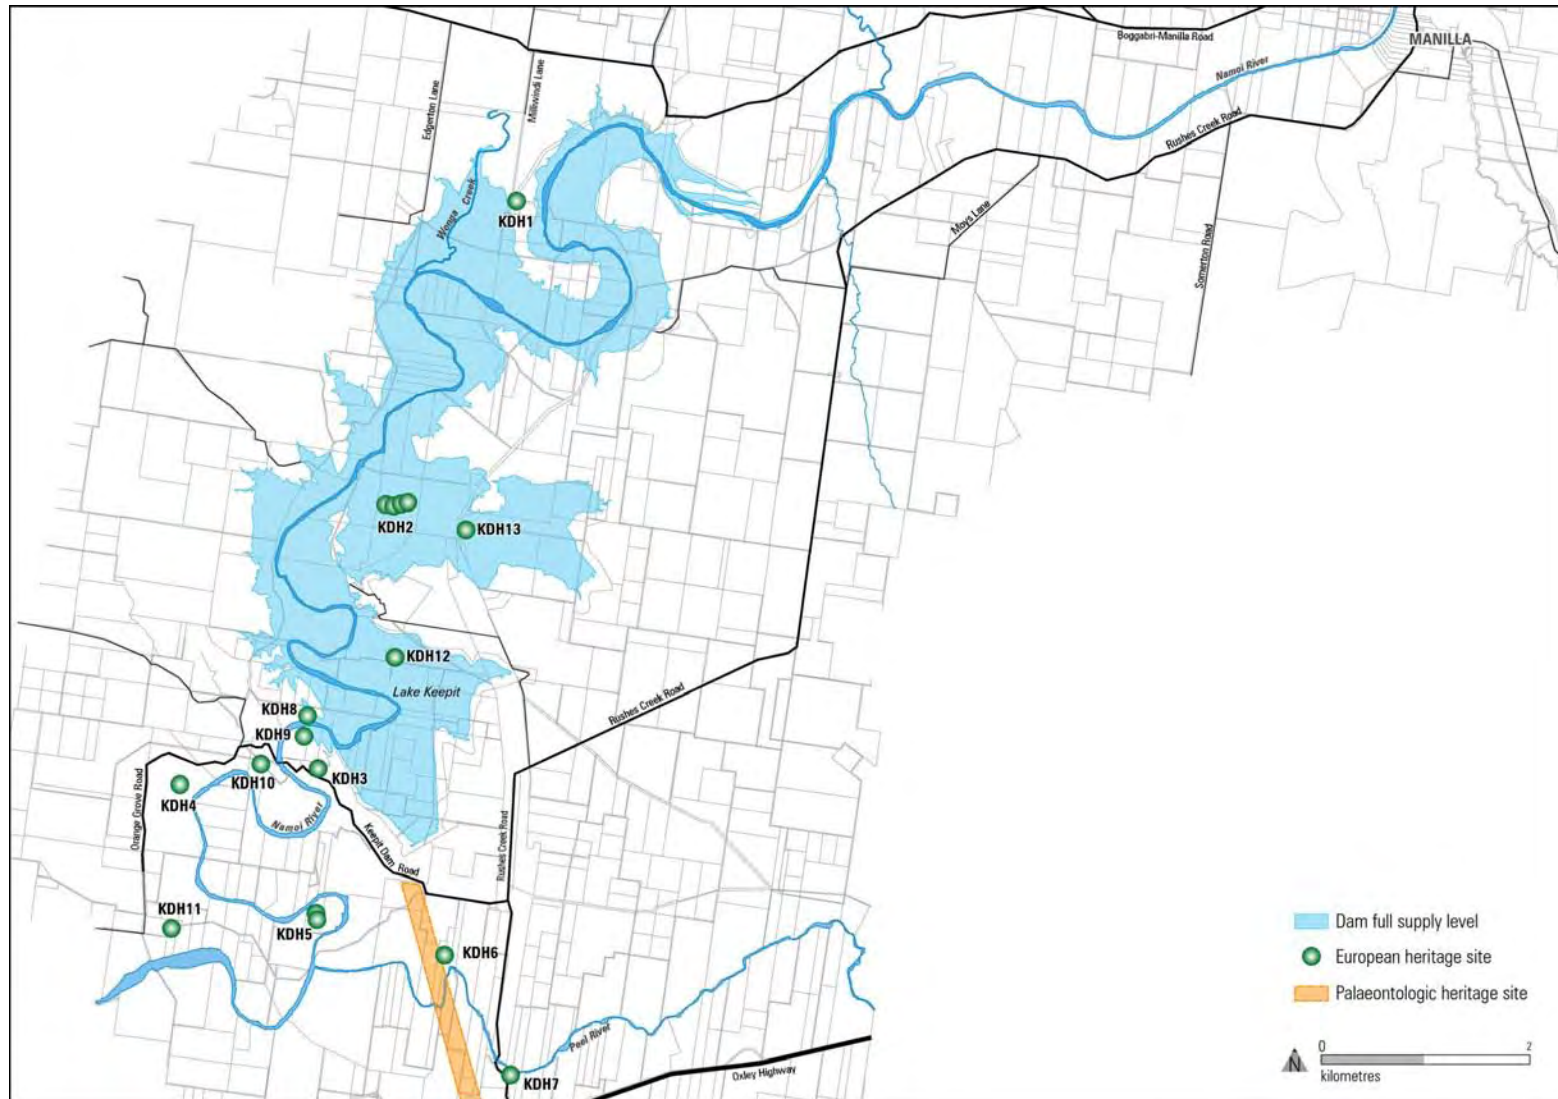 Boggabri-Manilla Road
MANILLA
Namoi River
Edgerton Lane
Milkwindi Lane
Rushes Creek Road
Wenga Creek
KDH1
Moys Lane
Somerton Road
KDH2
KDH13
KDH12
Lake Keepit
Rushes Creek Road
KDH8
KDH9
KDH10
KDH3
KDH4
Orange Grove Road
Namoi River
Keepit Dam Road
Rushes Creek Road
KDH11
KDH5
KDH6
Peel River
KDH7
Oxley Highway
Dam full supply level
European heritage site
Palaeontologic heritage site
N
0 2
kilometres